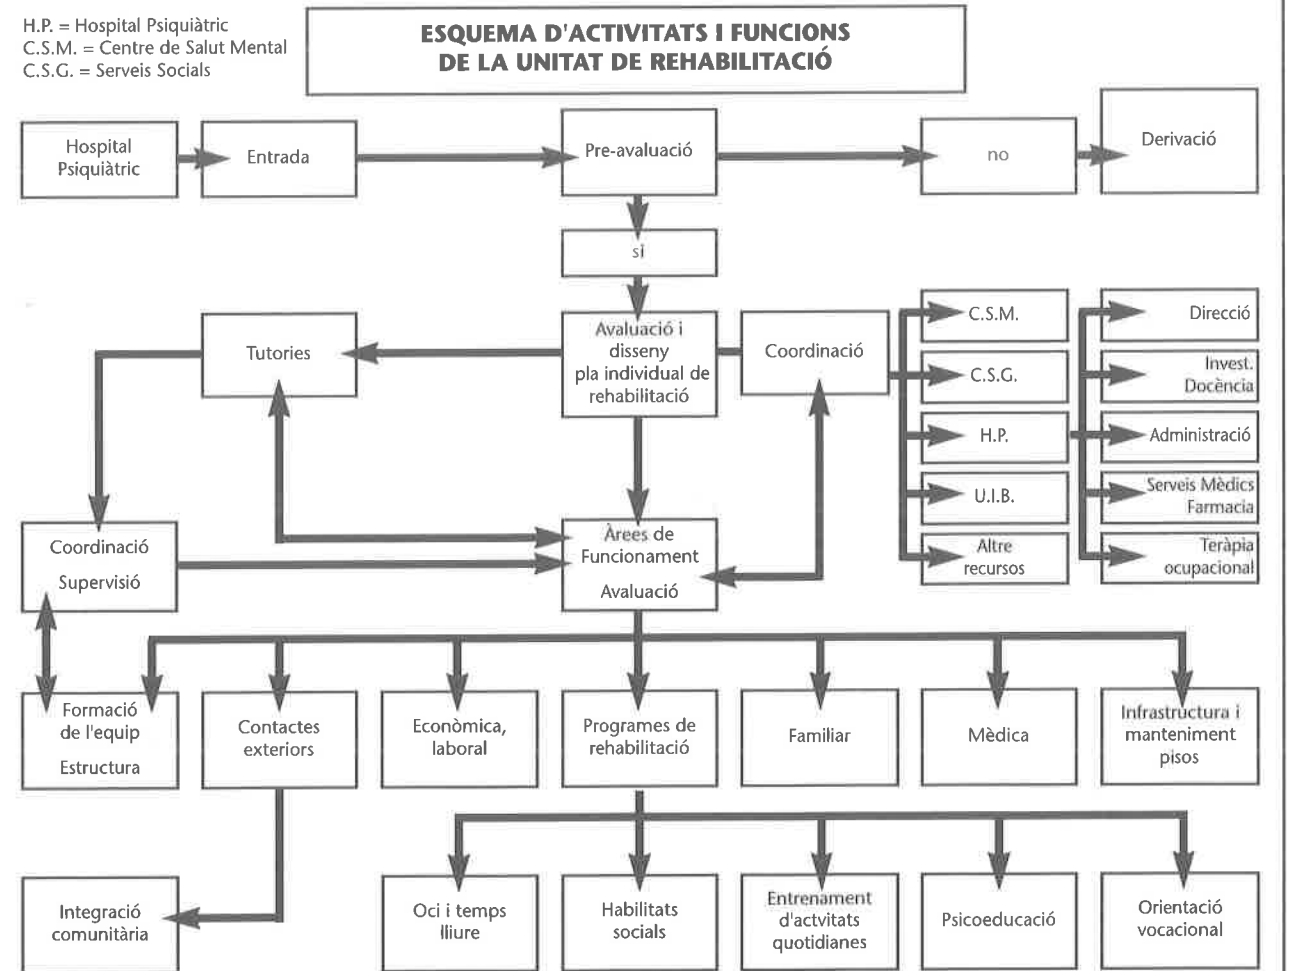 H.P. = Hospital Psiquiàtric
C.S.M. = Centre de Salut Mental
C.S.G. = Serveis Socials
ESQUEMA D'ACTIVITATS I FUNCIONS
DE LA UNITAT DE REHABILITACIÓ
Hospital
Psiquiàtric
Entrada
Pre-avaluació
no
Derivació
si
Tutories
Avaluació i
disseny
pla individual de
rehabilitació
Coordinació
C.S.M.
C.S.G.
H.P.
U.I.B.
Altre
recursos
Direcció
Invest.
Docència
Administració
Serveis Mèdics
Farmacia
Teràpia
ocupacional
Coordinació
Supervisió
Àrees de
Funcionament
Avaluació
Formació
de l'equip
Estructura
Contactes
exteriors
Econòmica,
laboral
Programes de
rehabilitació
Familiar
Mèdica
Infrastructura i
manteniment
pisos
Integració
comunitària
Oci i temps
lliure
Habilitats
socials
Entrenament
d'actvitats
quotidianes
Psicoeducació
Orientació
vocacional